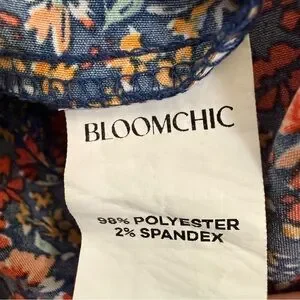 BLOOMCHIC
98% POLYESTER
2% SPANDEX